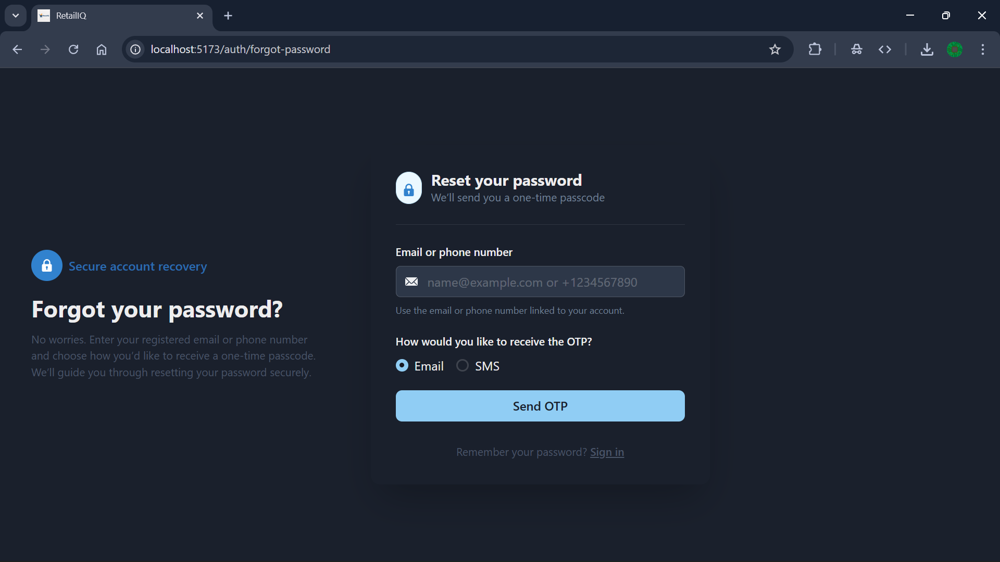 RetailIQ
localhost:5173/auth/forgot-password
Secure account recovery
Forgot your password?
No worries. Enter your registered email or phone number
and choose how you’d like to receive a one-time passcode.
We’ll guide you through resetting your password securely.
Reset your password
We’ll send you a one-time passcode
Email or phone number
name@example.com or +1234567890
Use the email or phone number linked to your account.
How would you like to receive the OTP?
Email SMS
Send OTP
Remember your password? Sign in